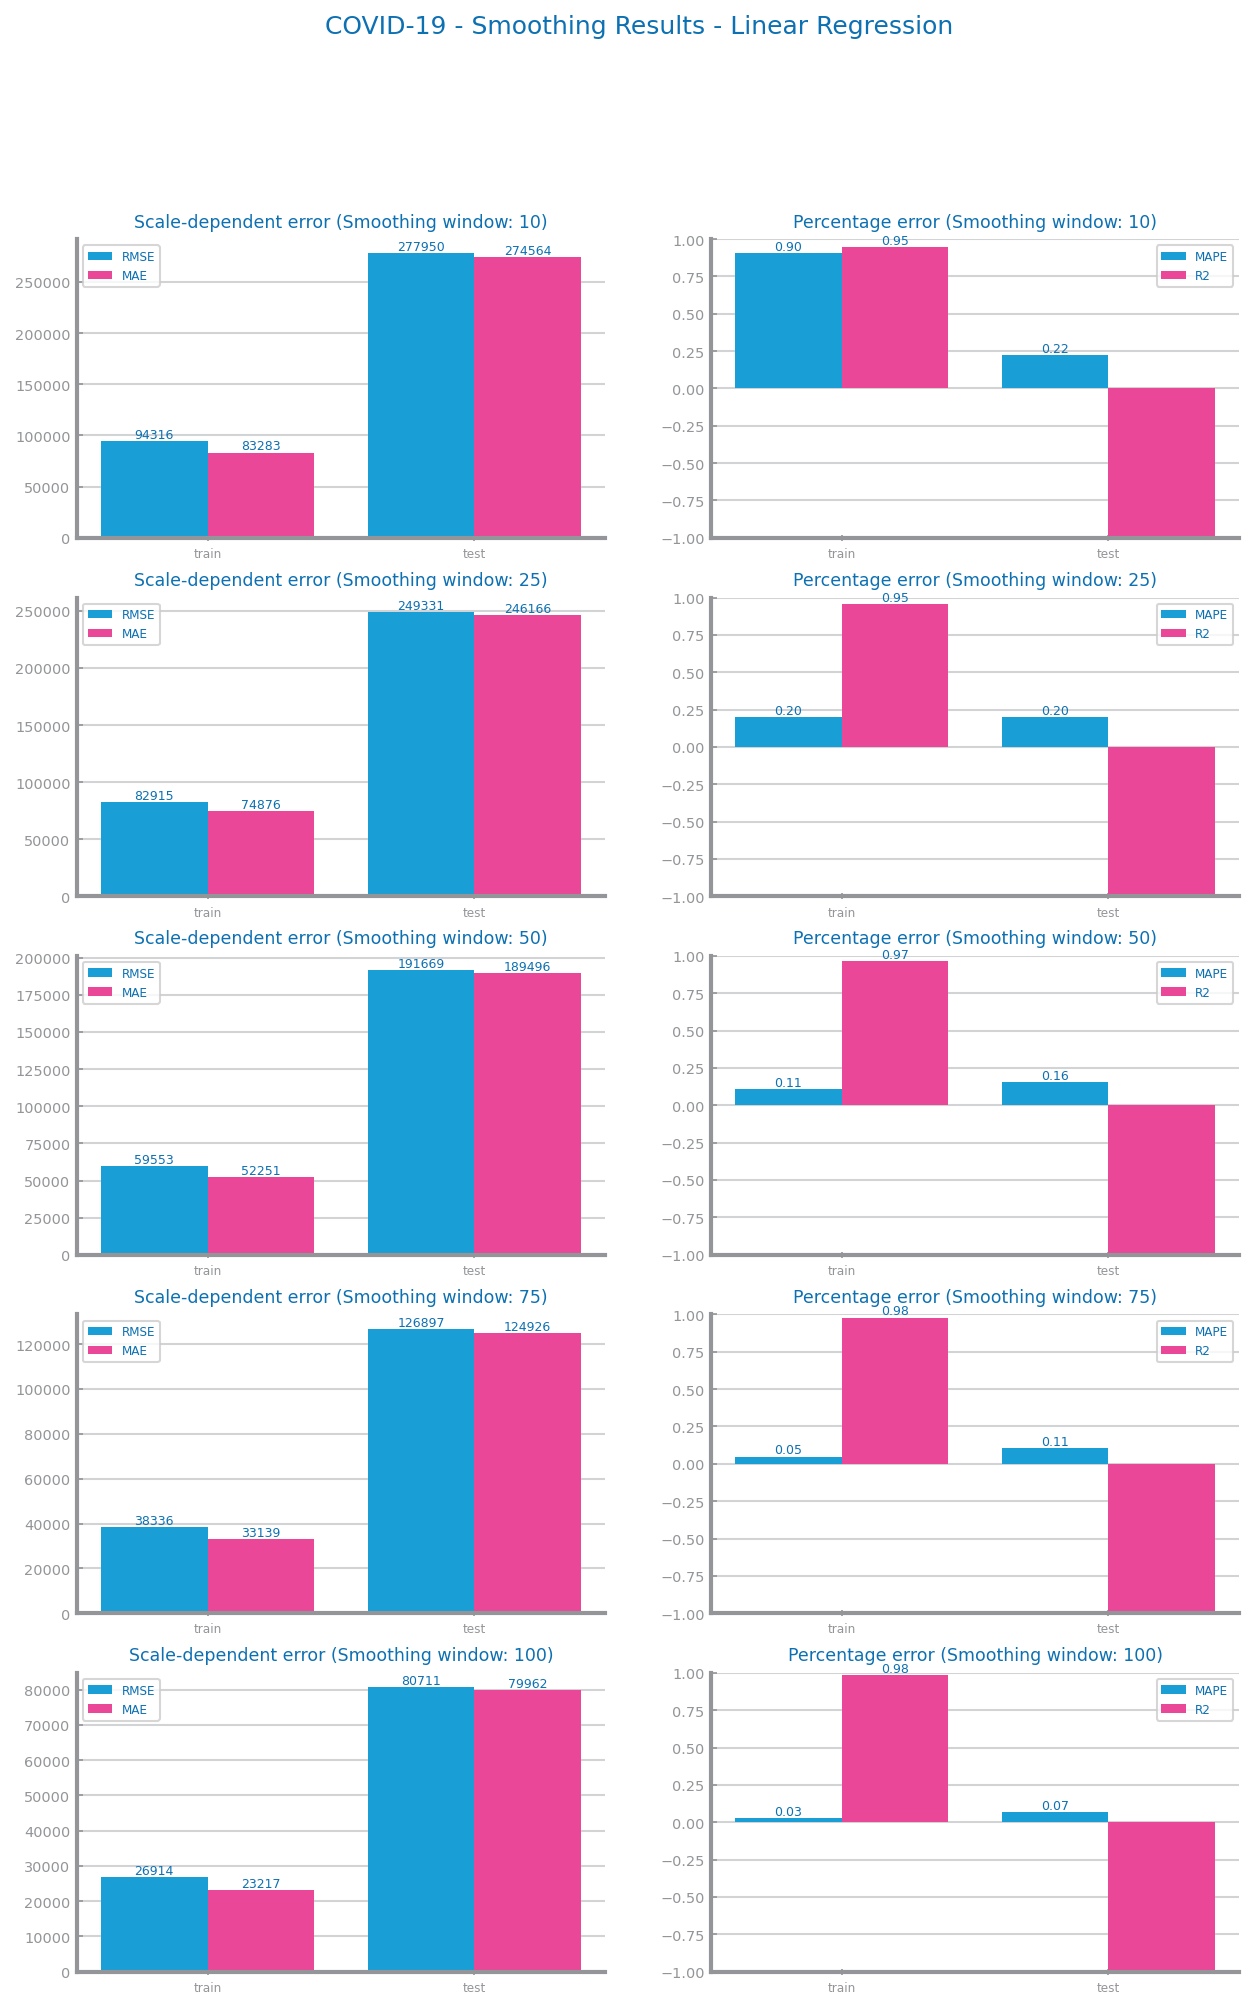 COVID-19 - Smoothing Results - Linear Regression
Scale-dependent error (Smoothing window: 10)
RMSE
MAE
277950
274564
94316
83283
250000
200000
150000
100000
50000
0
train
test
Percentage error (Smoothing window: 10)
MAPE
R2
0.90
0.95
0.22
1.00
0.75
0.50
0.25
0.00
−0.25
−0.50
−0.75
−1.00
train
test
Scale-dependent error (Smoothing window: 25)
RMSE
MAE
249331
246166
82915
74876
250000
200000
150000
100000
50000
0
train
test
Percentage error (Smoothing window: 25)
MAPE
R2
0.95
0.20
0.20
1.00
0.75
0.50
0.25
0.00
−0.25
−0.50
−0.75
−1.00
train
test
Scale-dependent error (Smoothing window: 50)
RMSE
MAE
191669
189496
59553
52251
200000
175000
150000
125000
100000
75000
50000
25000
0
train
test
Percentage error (Smoothing window: 50)
MAPE
R2
0.97
0.11
0.16
1.00
0.75
0.50
0.25
0.00
−0.25
−0.50
−0.75
−1.00
train
test
Scale-dependent error (Smoothing window: 75)
RMSE
MAE
126897
124926
38336
33139
120000
100000
80000
60000
40000
20000
0
train
test
Percentage error (Smoothing window: 75)
MAPE
R2
0.98
0.05
0.11
1.00
0.75
0.50
0.25
0.00
−0.25
−0.50
−0.75
−1.00
train
test
Scale-dependent error (Smoothing window: 100)
RMSE
MAE
80711
79962
26914
23217
80000
70000
60000
50000
40000
30000
20000
10000
0
train
test
Percentage error (Smoothing window: 100)
MAPE
R2
0.98
0.03
0.07
1.00
0.75
0.50
0.25
0.00
−0.25
−0.50
−0.75
−1.00
train
test